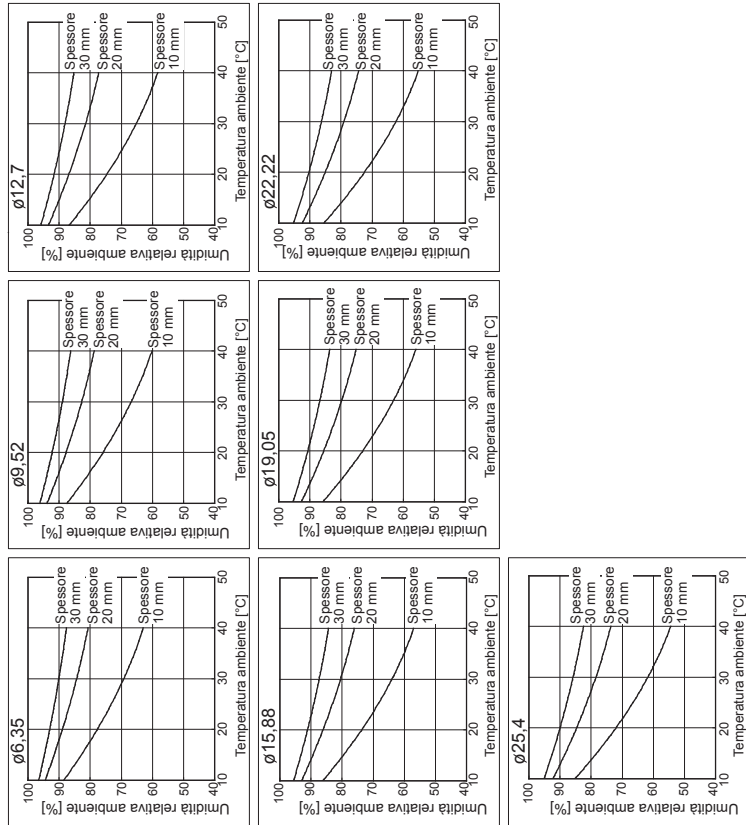 ø6,35
Umidità relativa ambiente [%]
100
90
80
70
60
50
40
Spessore
30 mm
Spessore
20 mm
Spessore
10 mm
10
20
30
40
50
Temperatura ambiente [°C]
ø9,52
Umidità relativa ambiente [%]
100
90
80
70
60
50
40
Spessore
30 mm
Spessore
20 mm
Spessore
10 mm
10
20
30
40
50
Temperatura ambiente [°C]
ø12,7
Umidità relativa ambiente [%]
100
90
80
70
60
50
40
Spessore
30 mm
Spessore
20 mm
Spessore
10 mm
10
20
30
40
50
Temperatura ambiente [°C]
ø15,88
Umidità relativa ambiente [%]
100
90
80
70
60
50
40
Spessore
30 mm
Spessore
20 mm
Spessore
10 mm
10
20
30
40
50
Temperatura ambiente [°C]
ø19,05
Umidità relativa ambiente [%]
100
90
80
70
60
50
40
Spessore
30 mm
Spessore
20 mm
Spessore
10 mm
10
20
30
40
50
Temperatura ambiente [°C]
ø22,22
Umidità relativa ambiente [%]
100
90
80
70
60
50
40
Spessore
30 mm
Spessore
20 mm
Spessore
10 mm
10
20
30
40
50
Temperatura ambiente [°C]
ø25,4
Umidità relativa ambiente [%]
100
90
80
70
60
50
40
Spessore
30 mm
Spessore
20 mm
Spessore
10 mm
10
20
30
40
50
Temperatura ambiente [°C]